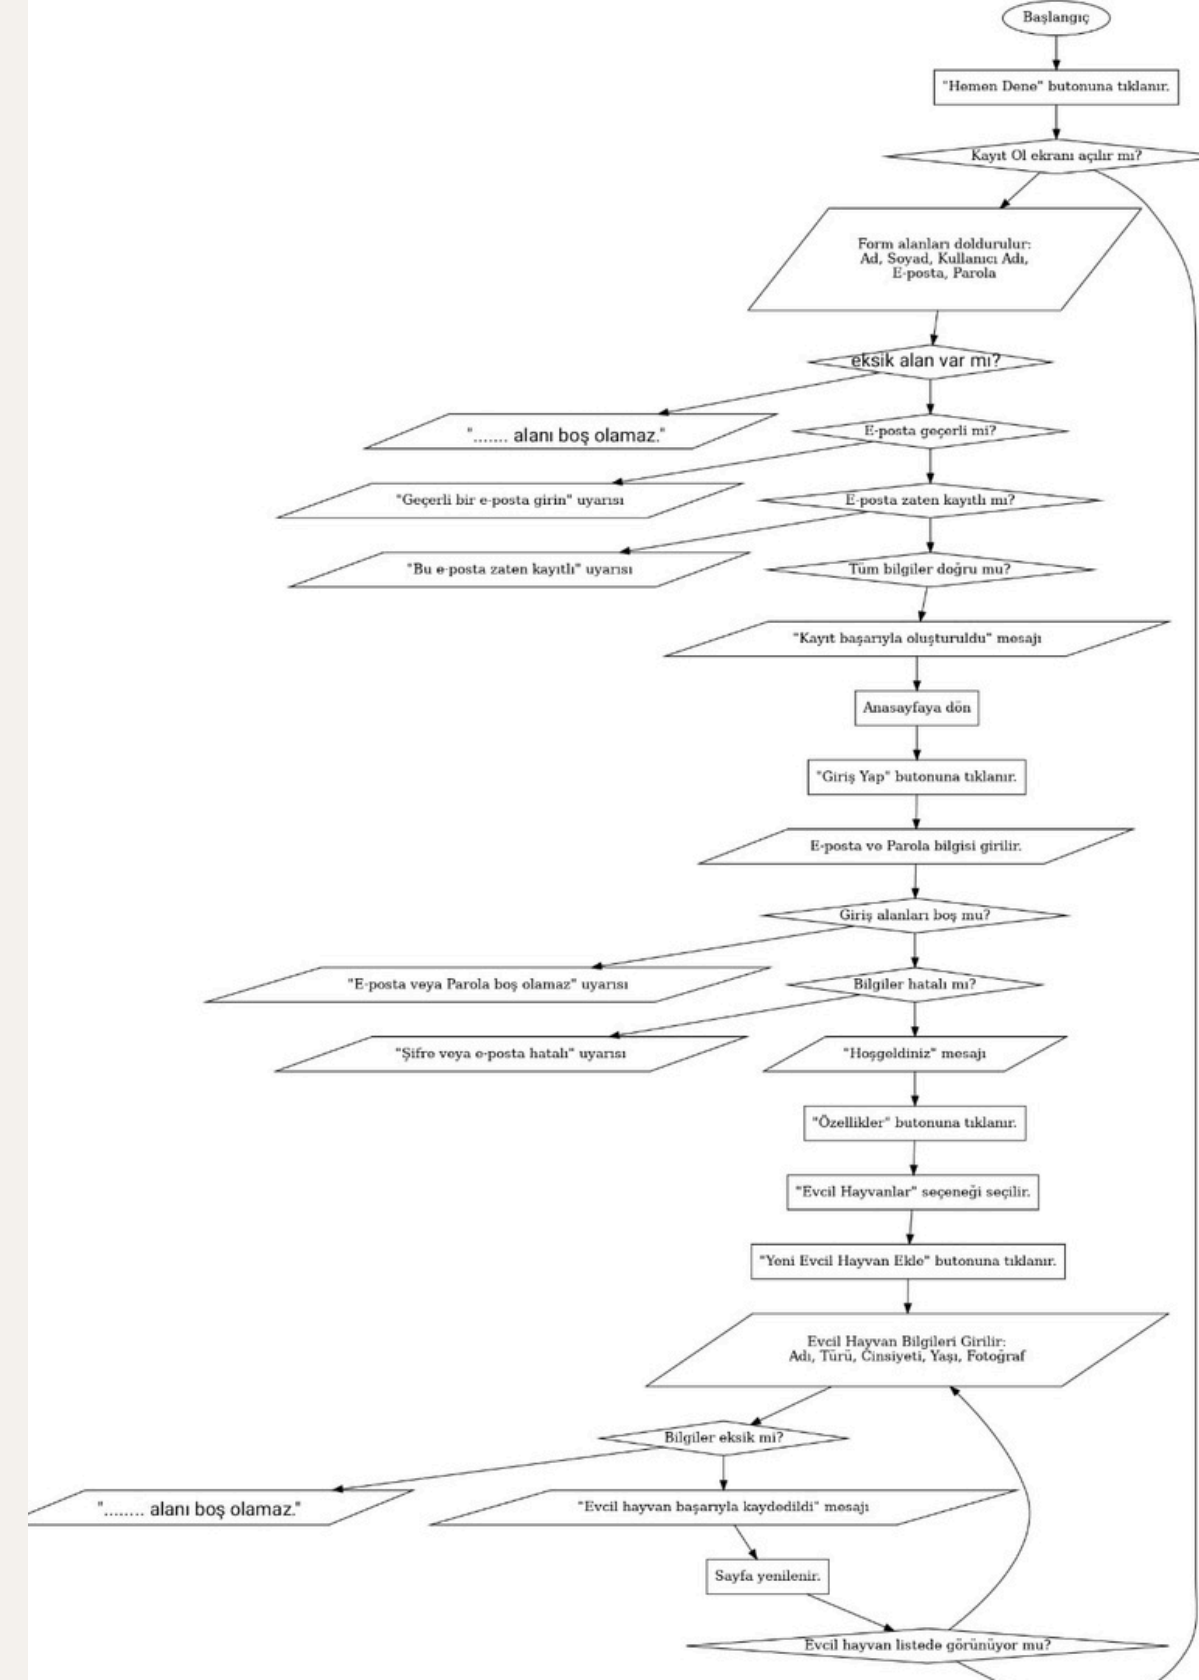 Başlangıç
"Hemen Dene" butonuna tıklanır.
Kayıt Ol ekranı açılır mı?
Form alanları doldurulur:
Ad, Soyad, Kullanıcı Adı,
E-posta, Parola
eksik alan var mı?
"....... alanı boş olamaz."
E-posta geçerli mi?
"Geçerli bir e-posta girin" uyarısı
E-posta zaten kayıtlı mı?
"Bu e-posta zaten kayıtlı" uyarısı
Tüm bilgiler doğru mu?
"Kayıt başarıyla oluşturuldu" mesajı
Anasayfaya dön
"Giriş Yap" butonuna tıklanır.
E-posta ve Parola bilgisi girilir.
Giriş alanları boş mu?
"E-posta veya Parola boş olamaz" uyarısı
Bilgiler hatalı mı?
"Şifre veya e-posta hatalı" uyarısı
"Hoşgeldiniz" mesajı
"Özellikler" butonuna tıklanır.
"Evcil Hayvanlar" seçeneği seçilir.
"Yeni Evcil Hayvan Ekle" butonuna tıklanır.
Evcil Hayvan Bilgileri Girilir:
Adı, Türü, Cinsiyeti, Yaşı, Fotoğraf
Bilgiler eksik mi?
"........ alanı boş olamaz."
"Evcil hayvan başarıyla kaydedildi" mesajı
Sayfa yenilenir.
Evcil hayvan listede görünüyor mu?